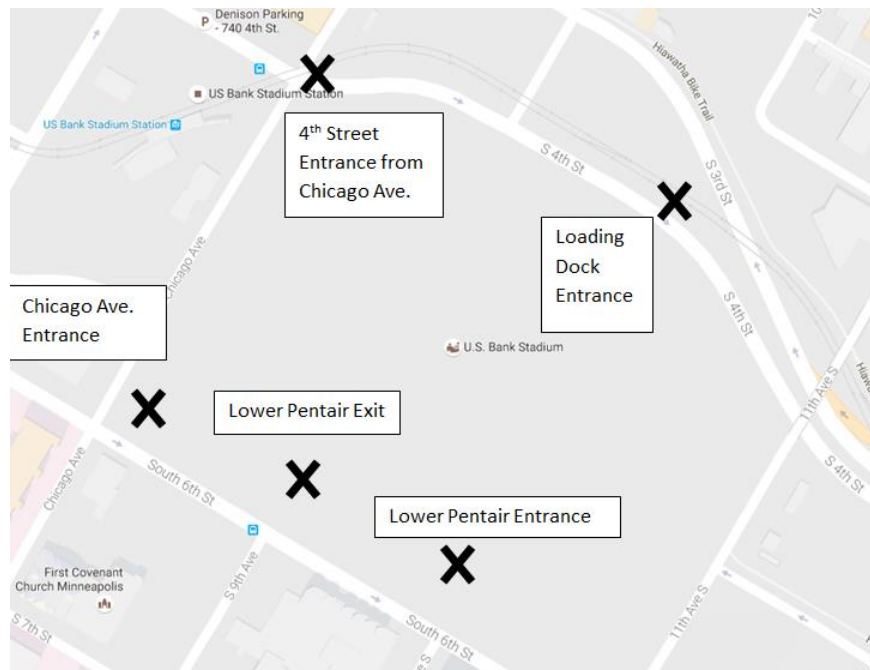 Denison Parking
- 740 4th St.
10
US Bank Stadium Station
US Bank Stadium Station
Hiawatha Bike Trail
4th Street
Entrance from
Chicago Ave.
S 4th St
S 3rd St
Loading
Dock
Entrance
Chicago Ave
Chicago Ave.
Entrance
S 4th St
U.S. Bank Stadium
Hiawatha
11th Ave S
Lower Pentair Exit
Chicago Ave
South 6th St
S 4th St
Lower Pentair Entrance
First Covenant
Church Minneapolis
S 9th Ave
11th Ave S
S 7th St
South 6th St